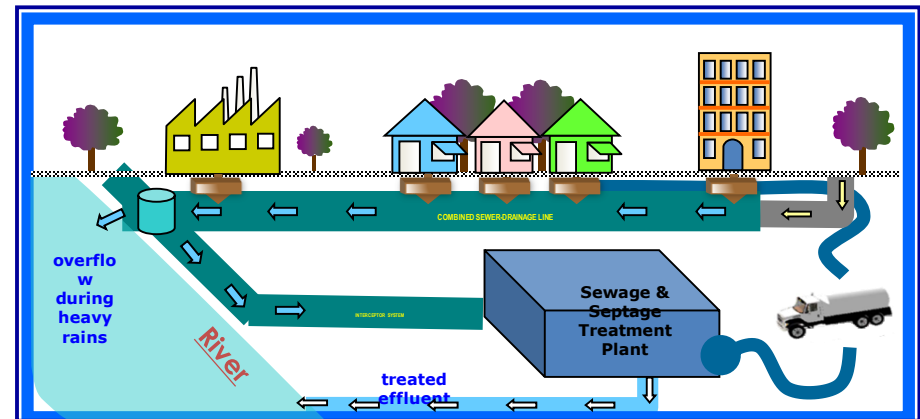 COMBINED SEWER-DRAINAGE LINE
overflo
w
during
heavy
rains
River
INTERCEPTOR SYSTEM
Sewage &
Septage
Treatment
Plant
treated
effluent